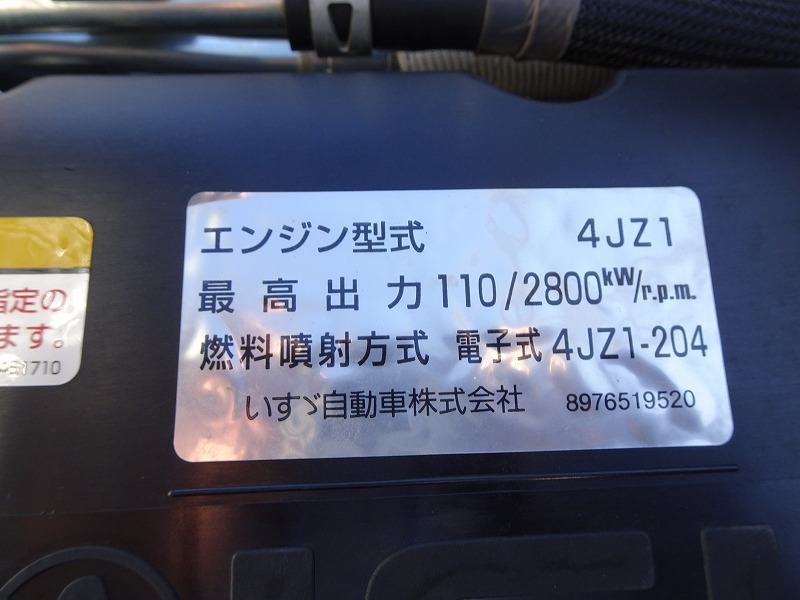 エンジン型式 4JZ1
最高出力 110/2800kW/r.p.m.
燃料噴射方式 電子式 4JZ1-204
いすゞ自動車株式会社 8976519520
指定の
ます。
1710